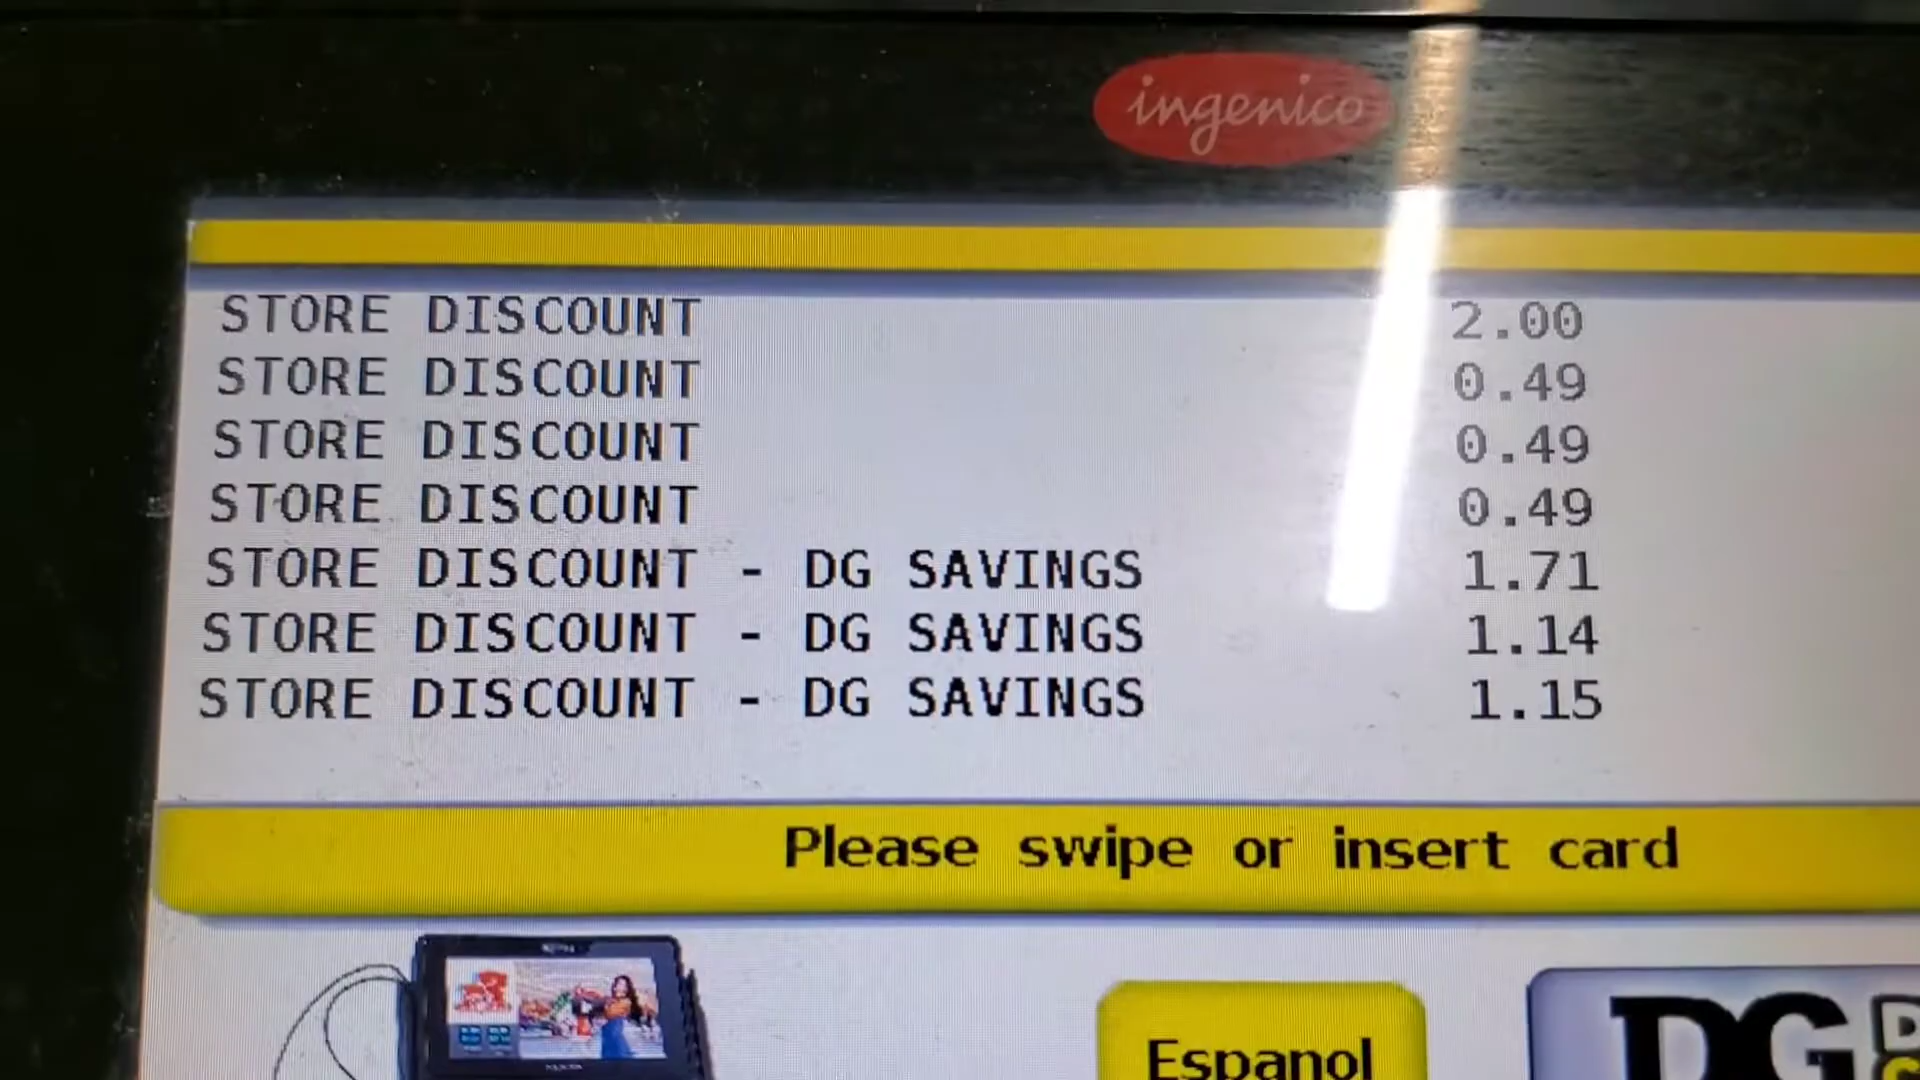 ingenico
STORE DISCOUNT 2.00
STORE DISCOUNT 0.49
STORE DISCOUNT 0.49
STORE DISCOUNT 0.49
STORE DISCOUNT - DG SAVINGS 1.71
STORE DISCOUNT - DG SAVINGS 1.14
STORE DISCOUNT - DG SAVINGS 1.15
Please swipe or insert card
Espanol
DG